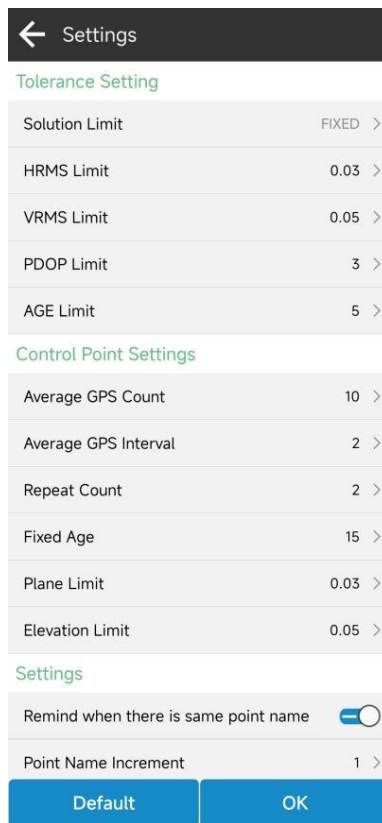 Settings
Tolerance Setting
Solution Limit FIXED
HRMS Limit 0.03
VRMS Limit 0.05
PDOP Limit 3
AGE Limit 5
Control Point Settings
Average GPS Count 10
Average GPS Interval 2
Repeat Count 2
Fixed Age 15
Plane Limit 0.03
Elevation Limit 0.05
Settings
Remind when there is same point name
Point Name Increment 1
Default OK